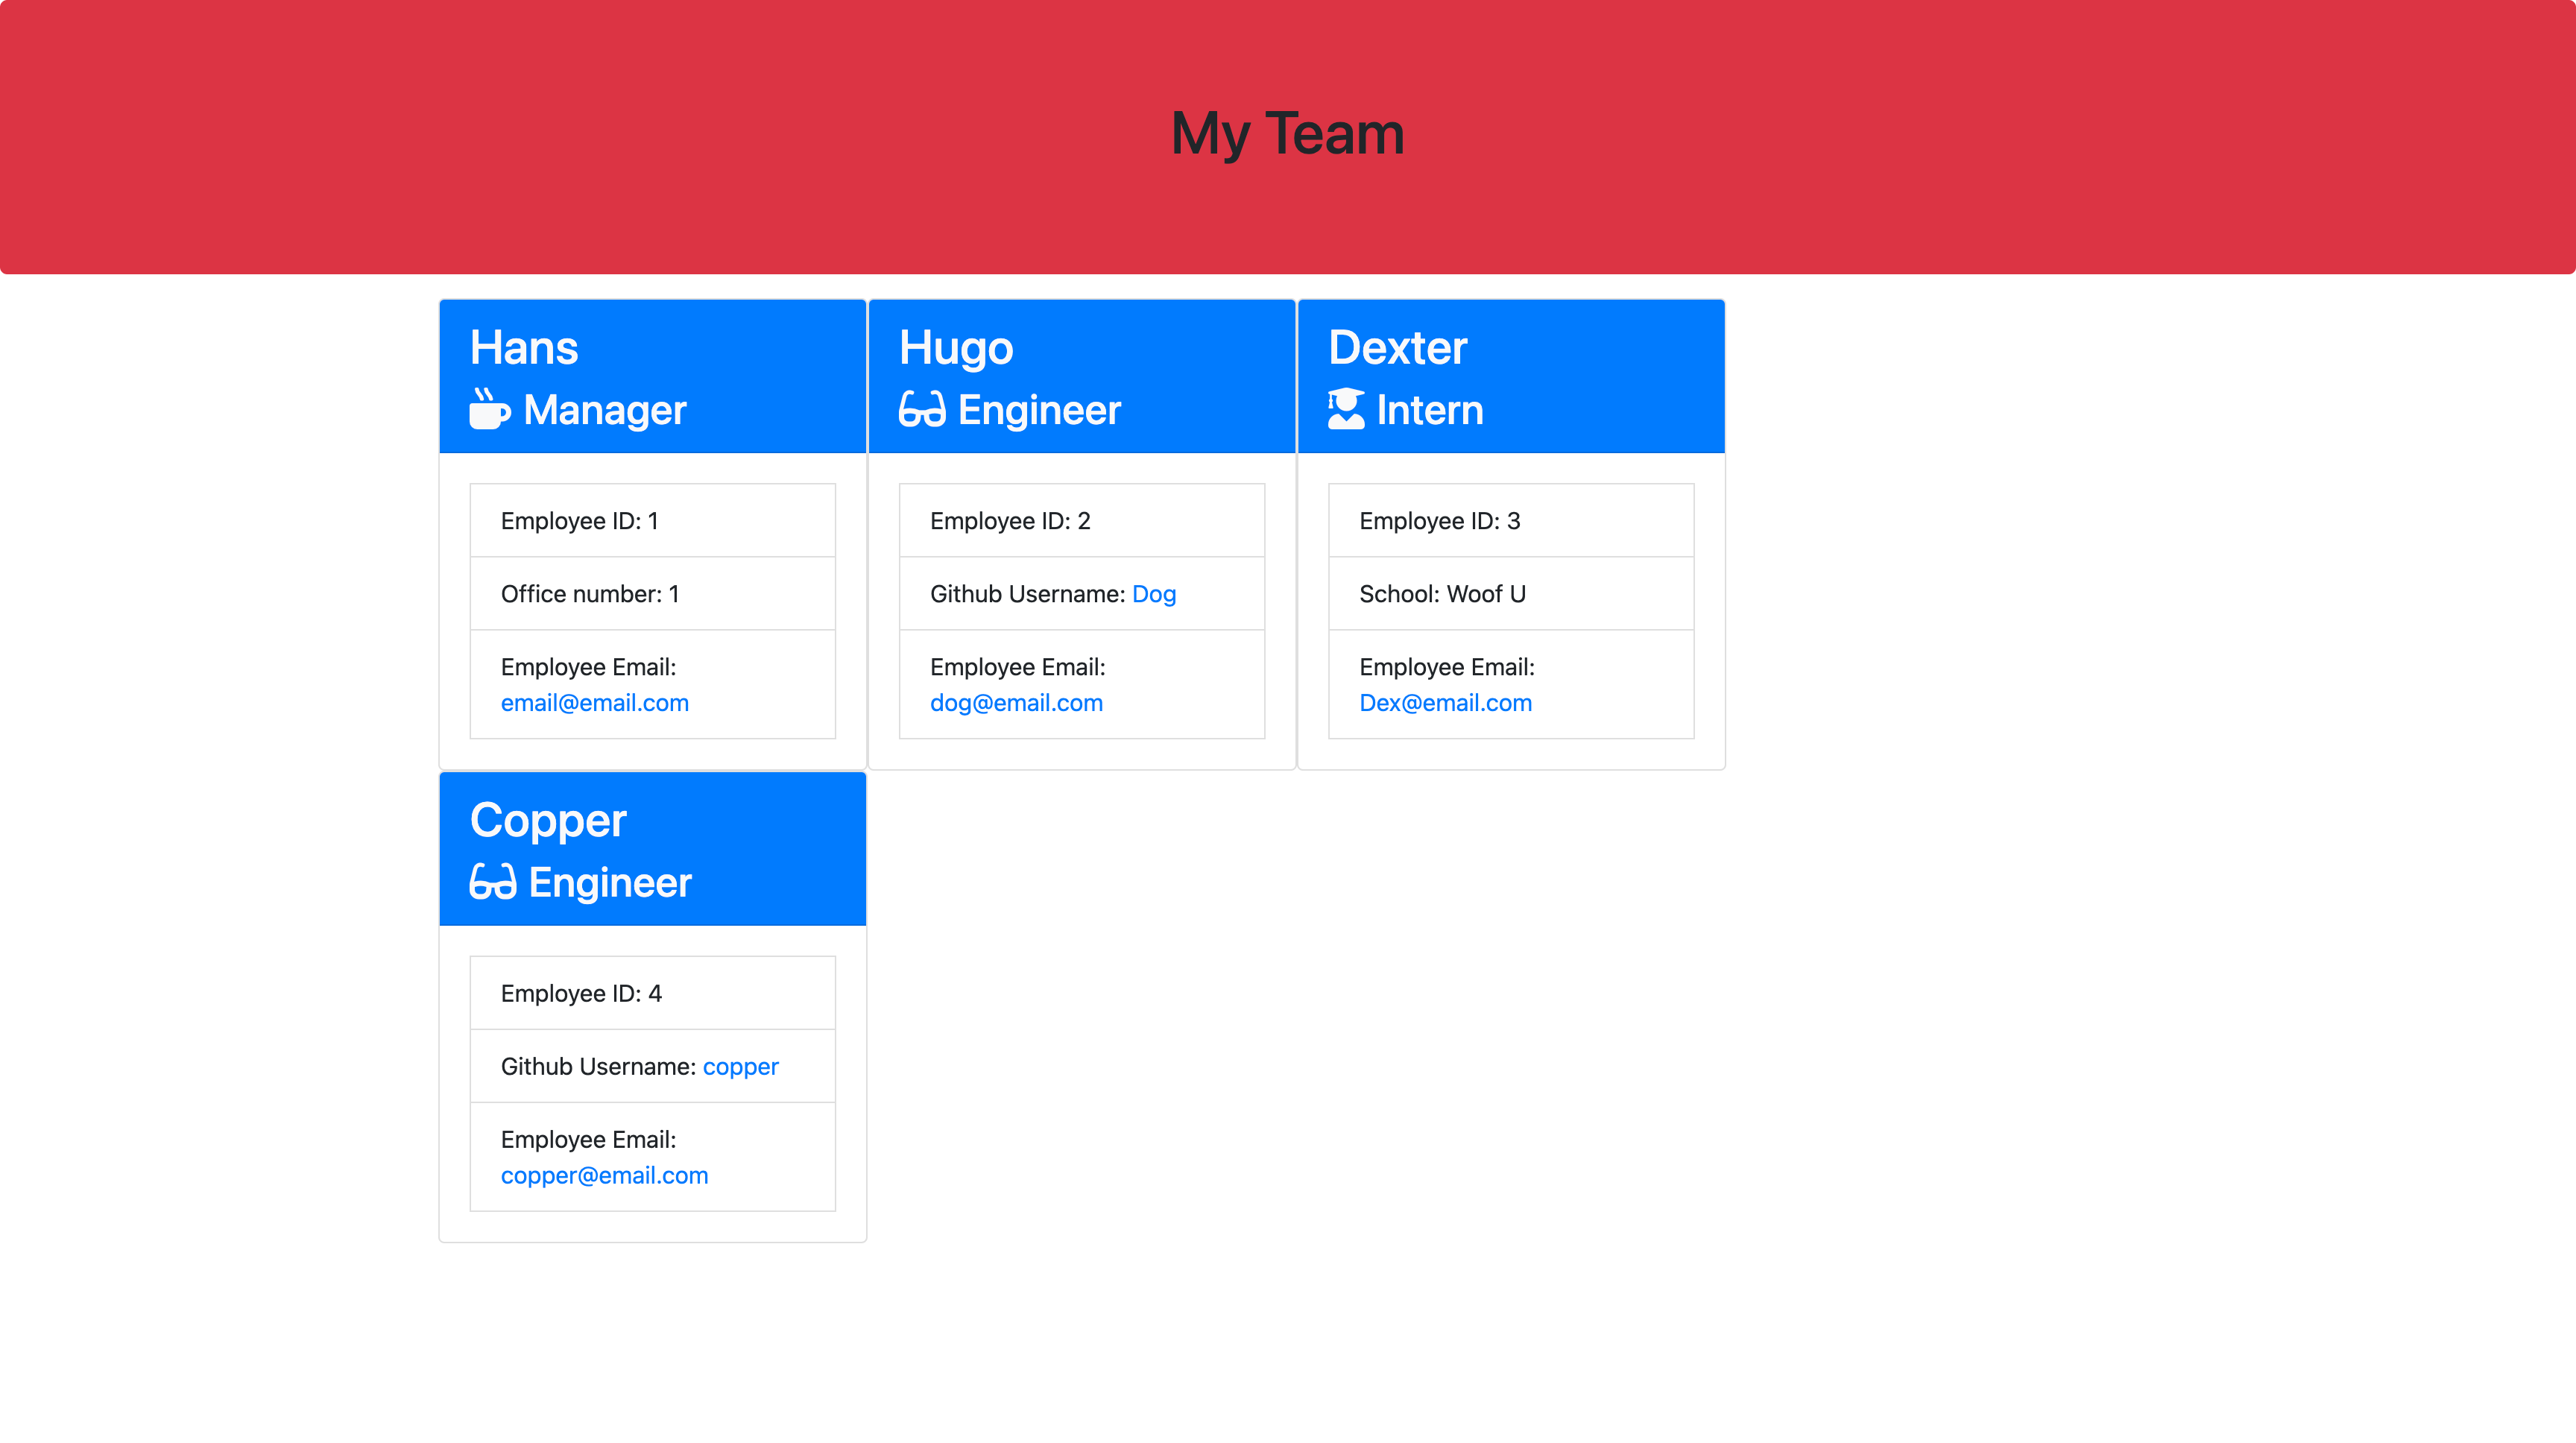 My Team
Hans
Manager
Employee ID: 1
Office number: 1
Employee Email:
email@email.com
Hugo
Engineer
Employee ID: 2
Github Username: Dog
Employee Email:
dog@email.com
Dexter
Intern
Employee ID: 3
School: Woof U
Employee Email:
Dex@email.com
Copper
Engineer
Employee ID: 4
Github Username: copper
Employee Email:
copper@email.com